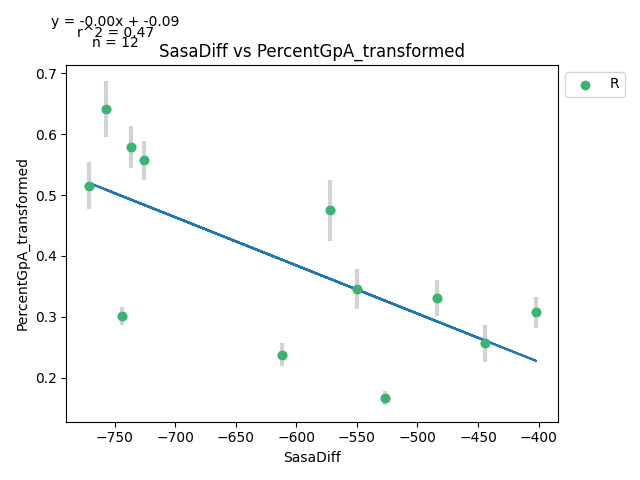 y = -0.00x + -0.09
r^2 = 0.47
n = 12
SasaDiff vs PercentGpA_transformed
R
PercentGpA_transformed
0.7
0.6
0.5
0.4
0.3
0.2
−750
−700
−650
−600
−550
−500
−450
−400
SasaDiff